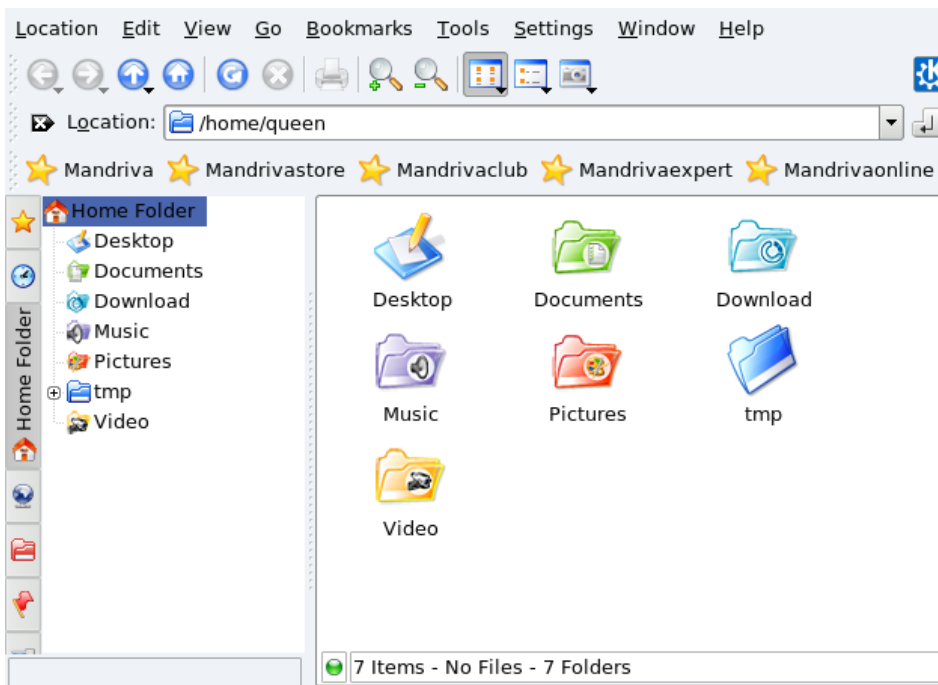 Location Edit View Go Bookmarks Tools Settings Window Help
Location: /home/queen
Mandriva Mandrivastore Mandrivaclub Mandrivaexpert Mandrivaonline
Home Folder
Home Folder
Desktop
Documents
Download
Music
Pictures
tmp
Video
Desktop Documents Download
Music Pictures tmp
Video
7 Items - No Files - 7 Folders